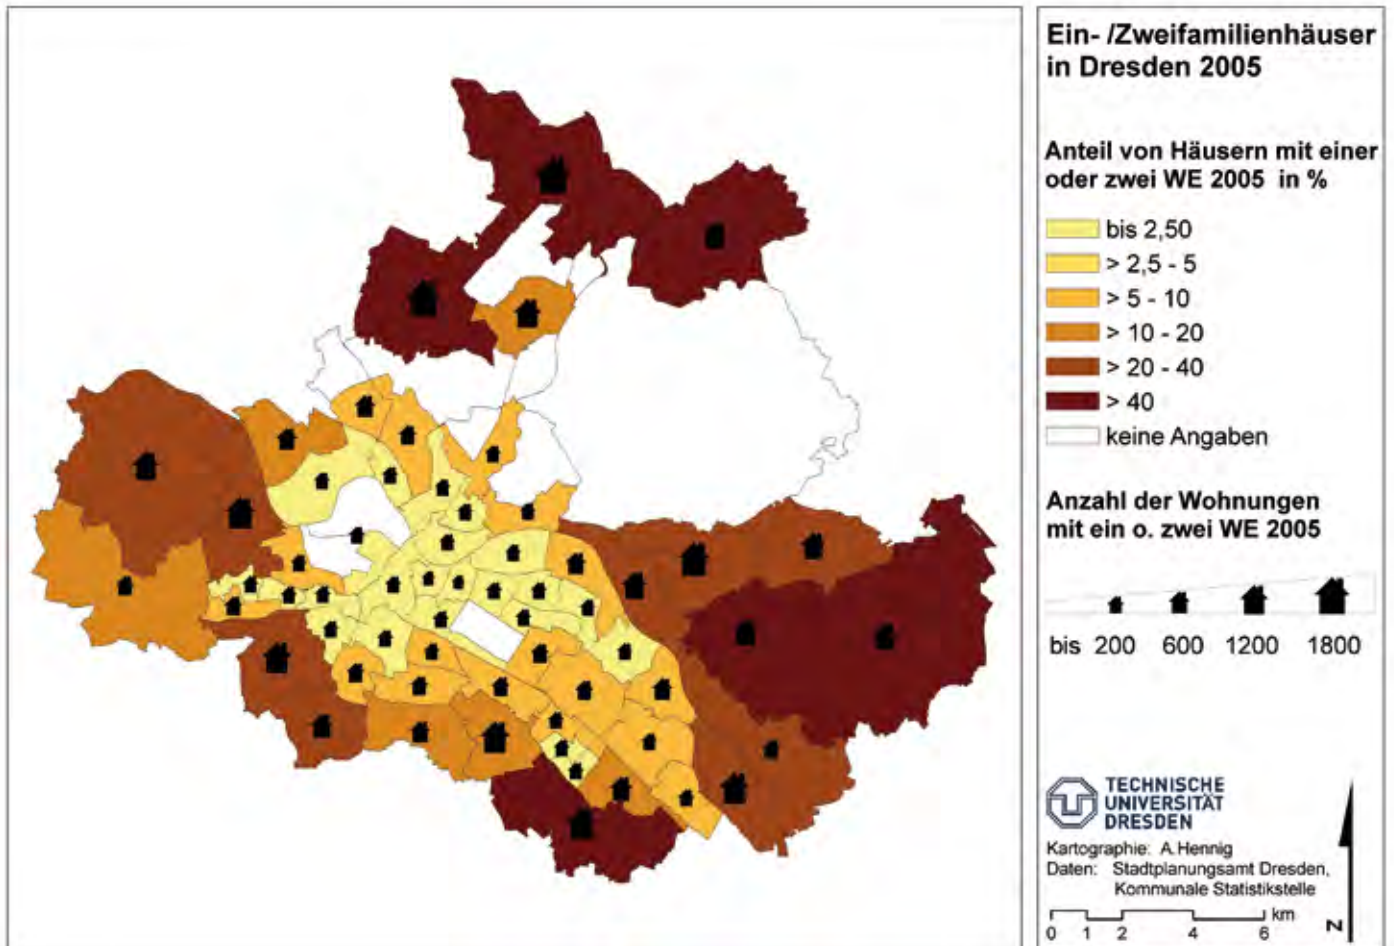 Ein- /Zweifamilienhäuser
in Dresden 2005
Anteil von Häusern mit einer
oder zwei WE 2005 in %
bis 2,50
> 2,5 - 5
> 5 - 10
> 10 - 20
> 20 - 40
> 40
keine Angaben
Anzahl der Wohnungen
mit ein o. zwei WE 2005
bis 200 600 1200 1800
TECHNISCHE
UNIVERSITÄT
DRESDEN
Kartographie: A.Hennig
Daten: Stadtplanungsamt Dresden,
Kommunale Statistikstelle
km
0 1 2 4 6
N